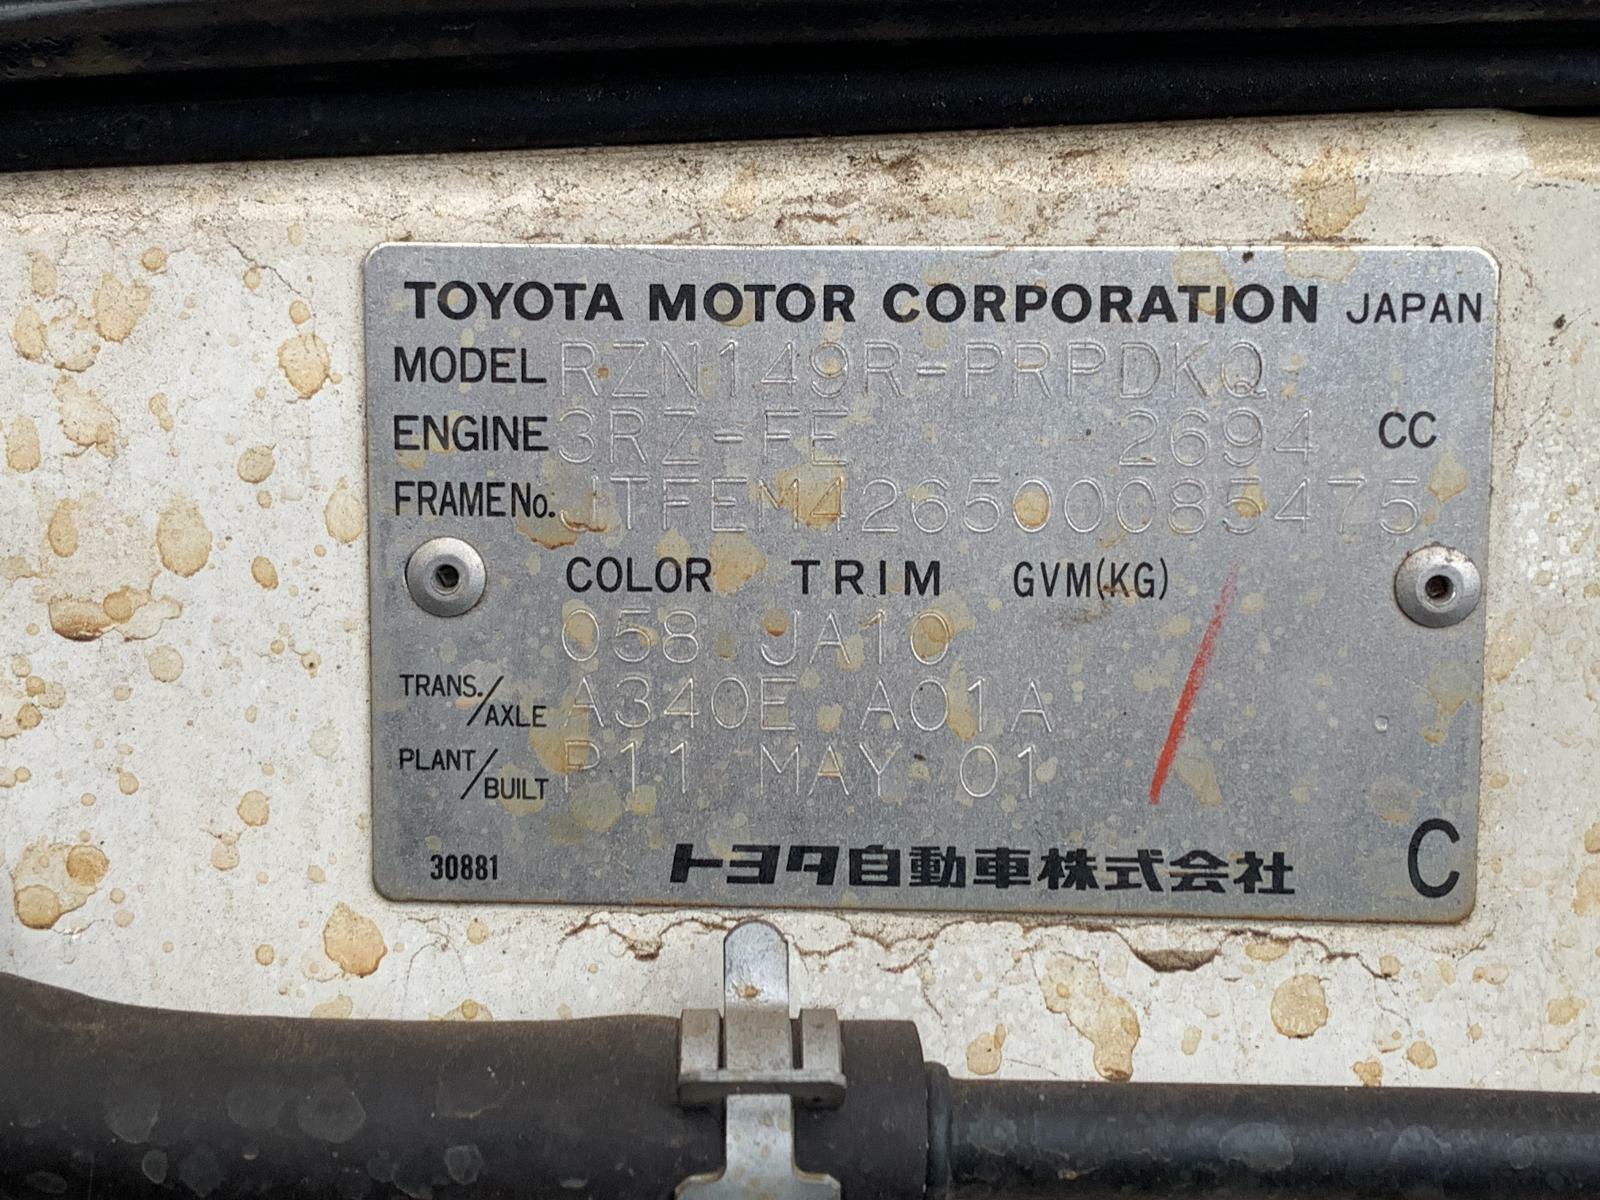 TOYOTA MOTOR CORPORATION JAPAN
MODEL RZN149R-PRPDKQ
ENGINE 3RZ-FE 2694 CC
FRAME No. JTFEM426500085475
COLOR TRIM GVM(KG)
058 JA10
TRANS./AXLE A340E A01A
PLANT/BUILT P11 MAY 01
30881 トヨタ自動車株式会社 C